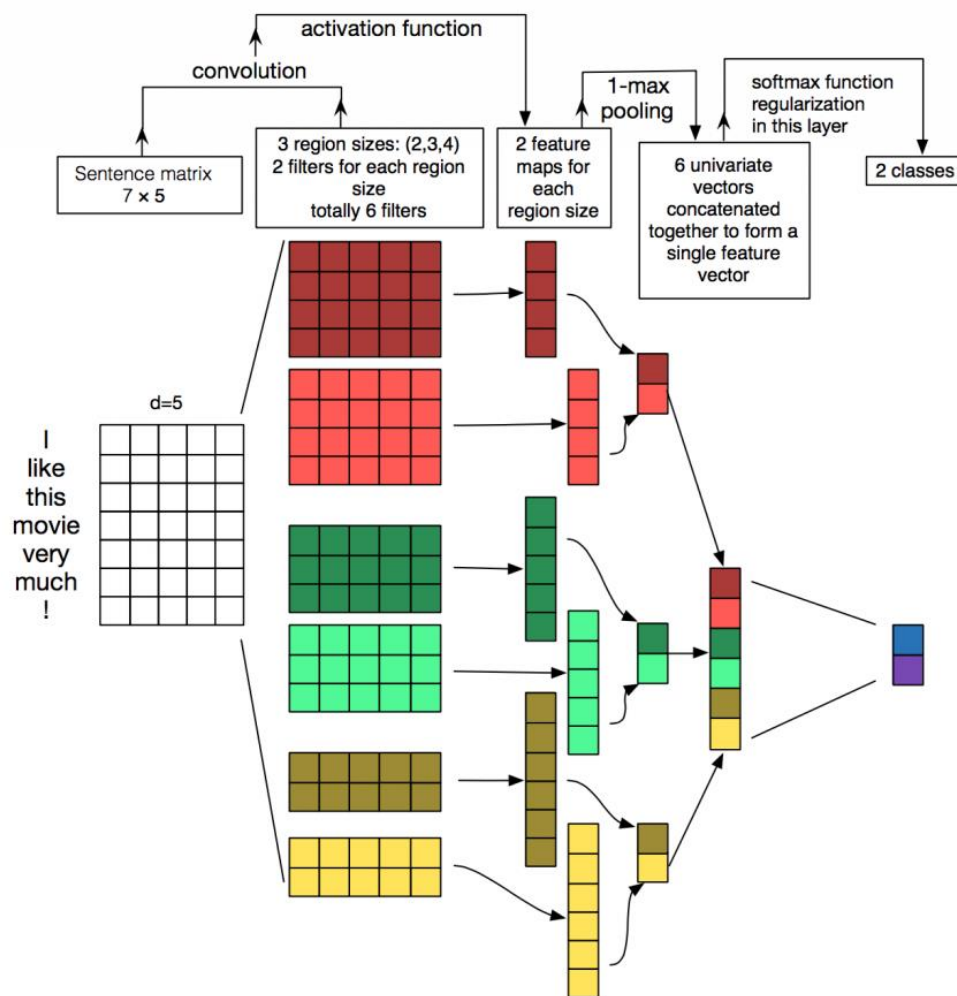 activation function
convolution
1-max
pooling
softmax function
regularization
in this layer
Sentence matrix
7 × 5
3 region sizes: (2,3,4)
2 filters for each region
size
totally 6 filters
2 feature
maps for
each
region size
6 univariate
vectors
concatenated
together to form a
single feature
vector
2 classes
d=5
I
like
this
movie
very
much
!